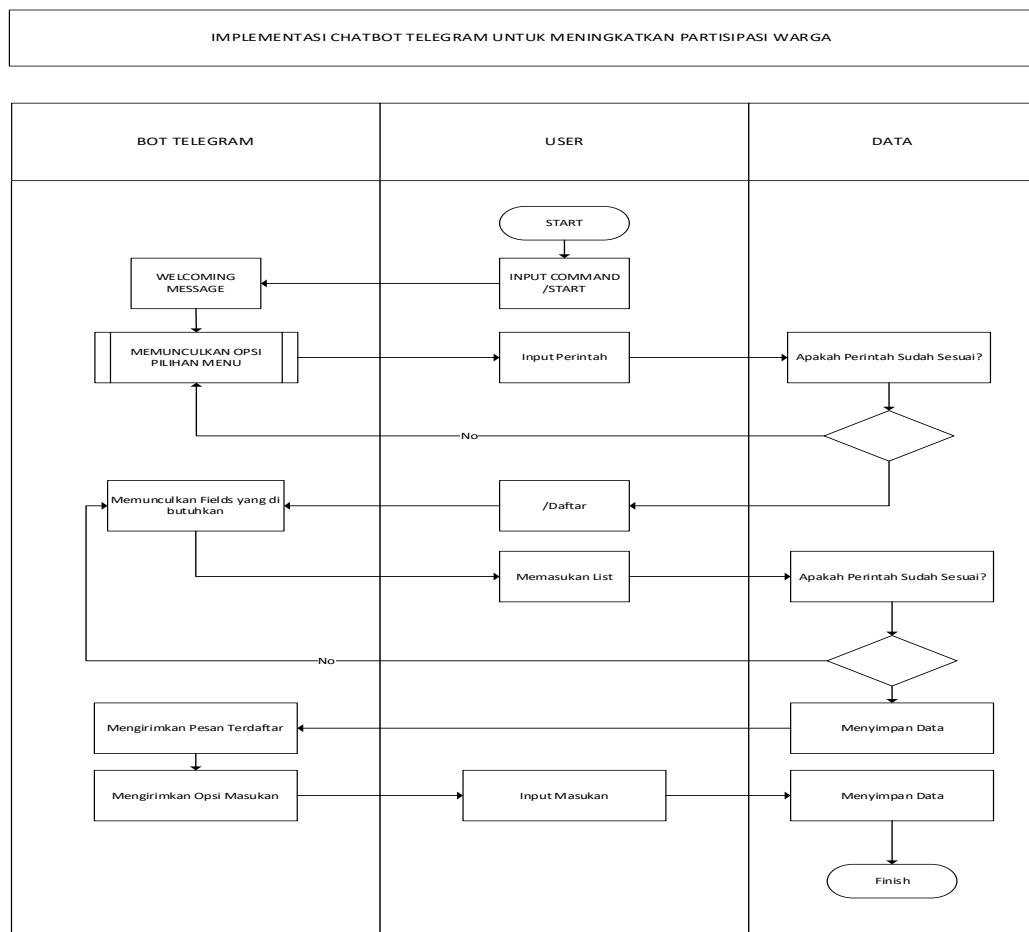 IMPLEMENTASI CHATBOT TELEGRAM UNTUK MENINGKATKAN PARTISIPASI WARGA
BOT TELEGRAM
USER
DATA
START
WELCOMING
MESSAGE
INPUT COMMAND
/START
MEMUNCULKAN OPSI
PILIHAN MENU
Input Perintah
Apakah Perintah Sudah Sesuai?
No
Memunculkan Fields yang di
butuhkan
/Daftar
Memasukan List
Apakah Perintah Sudah Sesuai?
No
Mengirimkan Pesan Terdaftar
Menyimpan Data
Mengirimkan Opsi Masukan
Input Masukan
Menyimpan Data
Finish